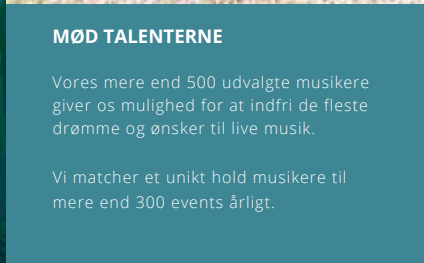 MØD TALENTERNE
Vores mere end 500 udvalgte musikere
giver os mulighed for at indfri de fleste
drømme og ønsker til live musik.
Vi matcher et unikt hold musikere til
mere end 300 events årligt.